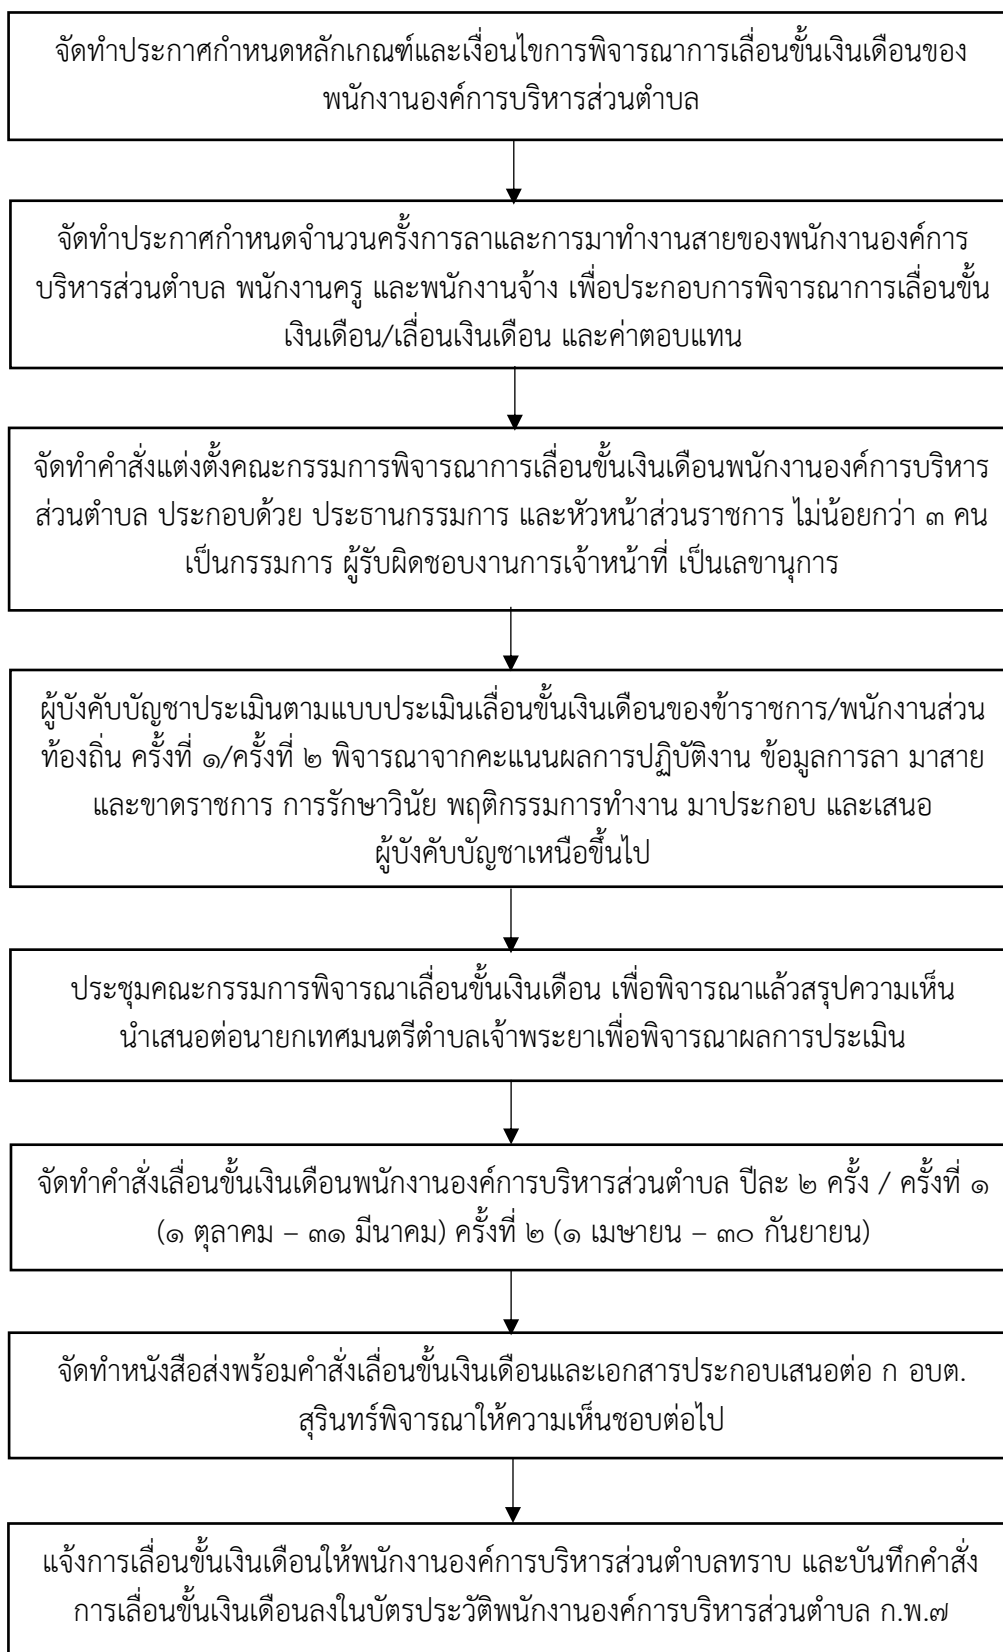 จัดทำประกาศกำหนดหลักเกณฑ์และเงื่อนไขการพิจารณาการเลื่อนขั้นเงินเดือนของ
พนักงานองค์การบริหารส่วนตำบล
จัดทำประกาศกำหนดจำนวนครั้งการลาและการมาทำงานสายของพนักงานองค์การ
บริหารส่วนตำบล พนักงานครู และพนักงานจ้าง เพื่อประกอบการพิจารณาการเลื่อนขั้น
เงินเดือน/เลื่อนเงินเดือน และค่าตอบแทน
จัดทำคำสั่งแต่งตั้งคณะกรรมการพิจารณาการเลื่อนขั้นเงินเดือนพนักงานองค์การบริหาร
ส่วนตำบล ประกอบด้วย ประธานกรรมการ และหัวหน้าส่วนราชการ ไม่น้อยกว่า ๓ คน
เป็นกรรมการ ผู้รับผิดชอบงานการเจ้าหน้าที่ เป็นเลขานุการ
ผู้บังคับบัญชาประเมินตามแบบประเมินเลื่อนขั้นเงินเดือนของข้าราชการ/พนักงานส่วน
ท้องถิ่น ครั้งที่ ๑/ครั้งที่ ๒ พิจารณาจากคะแนนผลการปฏิบัติงาน ข้อมูลการลา มาสาย
และขาดราชการ การรักษาวินัย พฤติกรรมการทำงาน มาประกอบ และเสนอ
ผู้บังคับบัญชาเหนือขึ้นไป
ประชุมคณะกรรมการพิจารณาเลื่อนขั้นเงินเดือน เพื่อพิจารณาแล้วสรุปความเห็น
นำเสนอต่อนายกเทศมนตรีตำบลเจ้าพระยาเพื่อพิจารณาผลการประเมิน
จัดทำคำสั่งเลื่อนขั้นเงินเดือนพนักงานองค์การบริหารส่วนตำบล ปีละ ๒ ครั้ง / ครั้งที่ ๑
(๑ ตุลาคม – ๓๑ มีนาคม) ครั้งที่ ๒ (๑ เมษายน – ๓๐ กันยายน)
จัดทำหนังสือส่งพร้อมคำสั่งเลื่อนขั้นเงินเดือนและเอกสารประกอบเสนอต่อ ก อบต.
สุรินทร์พิจารณาให้ความเห็นชอบต่อไป
แจ้งการเลื่อนขั้นเงินเดือนให้พนักงานองค์การบริหารส่วนตำบลทราบ และบันทึกคำสั่ง
การเลื่อนขั้นเงินเดือนลงในบัตรประวัติพนักงานองค์การบริหารส่วนตำบล ก.พ.๗